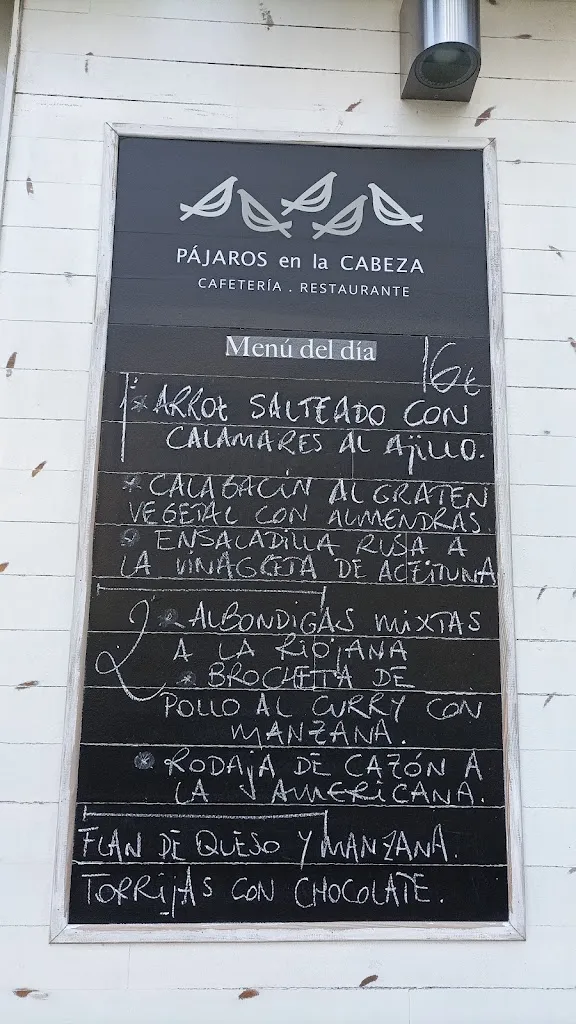 PÁJAROS en la CABEZA
CAFETERÍA . RESTAURANTE
Menú del día 16€
1º * ARROZ SALTEADO CON
CALAMARES AL AJILLO.
* CALABACÍN AL GRATEN
VEGETAL CON ALMENDRAS.
* ENSALADILLA RUSA A
LA VINAGRETA DE ACEITUNA
2 * ALBONDIGAS MIXTAS
A LA RIOJANA
* BROCHETA DE
POLLO AL CURRY CON
MANZANA.
* RODAJA DE CAZÓN A
LA AMERICANA.
FLAN DE QUESO Y MANZANA.
TORRIJAS CON CHOCOLATE.